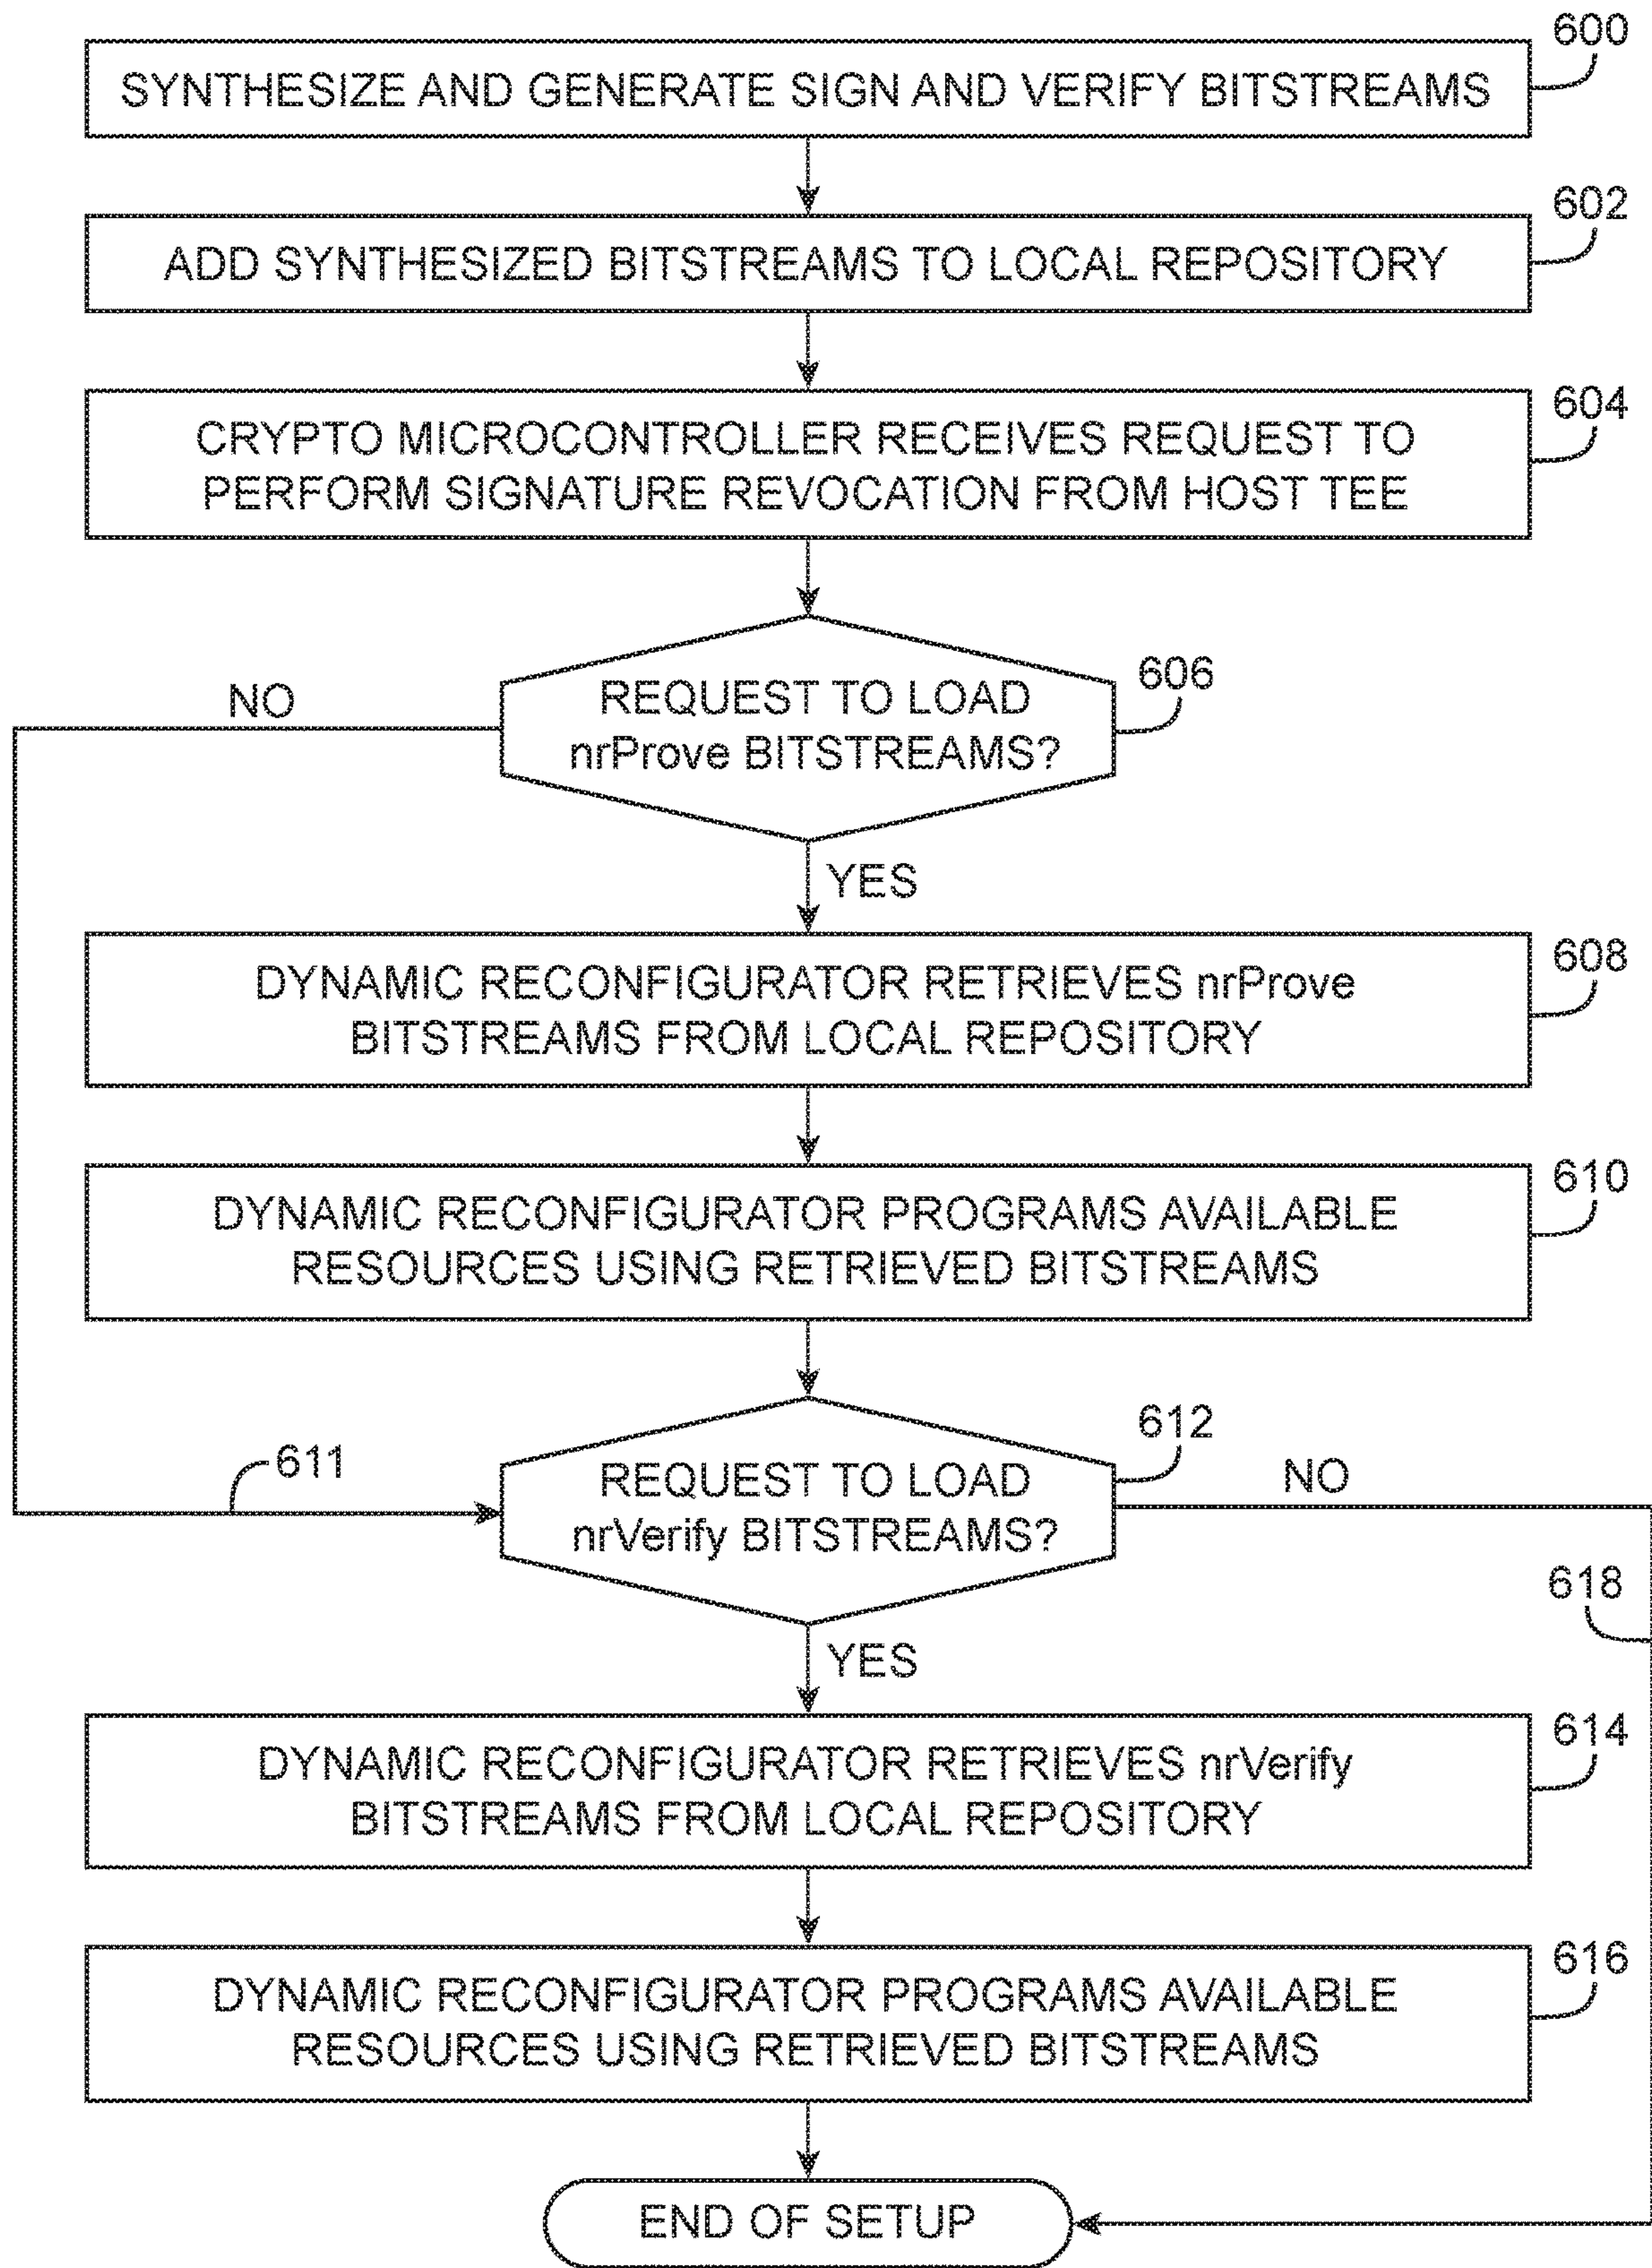 600
SYNTHESIZE AND GENERATE SIGN AND VERIFY BITSTREAMS
602
ADD SYNTHESIZED BITSTREAMS TO LOCAL REPOSITORY
604
CRYPTO MICROCONTROLLER RECEIVES REQUEST TO
PERFORM SIGNATURE REVOCATION FROM HOST TEE
606
NO
REQUEST TO LOAD
nrProve BITSTREAMS?
YES
608
DYNAMIC RECONFIGURATOR RETRIEVES nrProve
BITSTREAMS FROM LOCAL REPOSITORY
610
DYNAMIC RECONFIGURATOR PROGRAMS AVAILABLE
RESOURCES USING RETRIEVED BITSTREAMS
612
611
REQUEST TO LOAD
nrVerify BITSTREAMS?
NO
618
YES
614
DYNAMIC RECONFIGURATOR RETRIEVES nrVerify
BITSTREAMS FROM LOCAL REPOSITORY
616
DYNAMIC RECONFIGURATOR PROGRAMS AVAILABLE
RESOURCES USING RETRIEVED BITSTREAMS
END OF SETUP